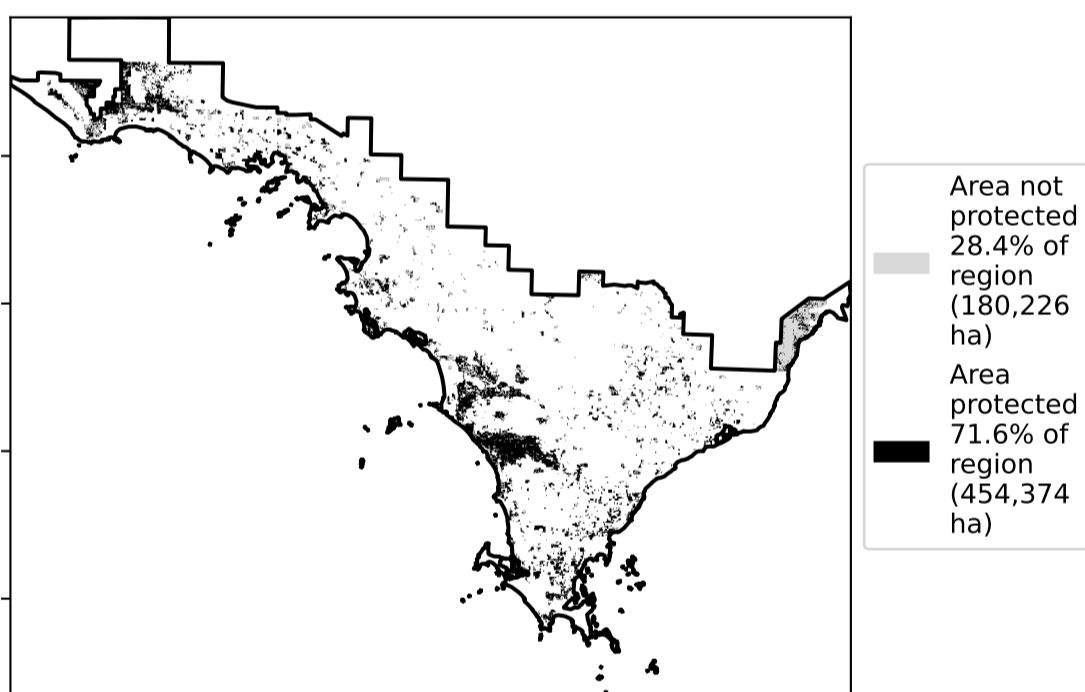 Area not
protected
28.4% of
region
(180,226
ha)
Area
protected
71.6% of
region
(454,374
ha)